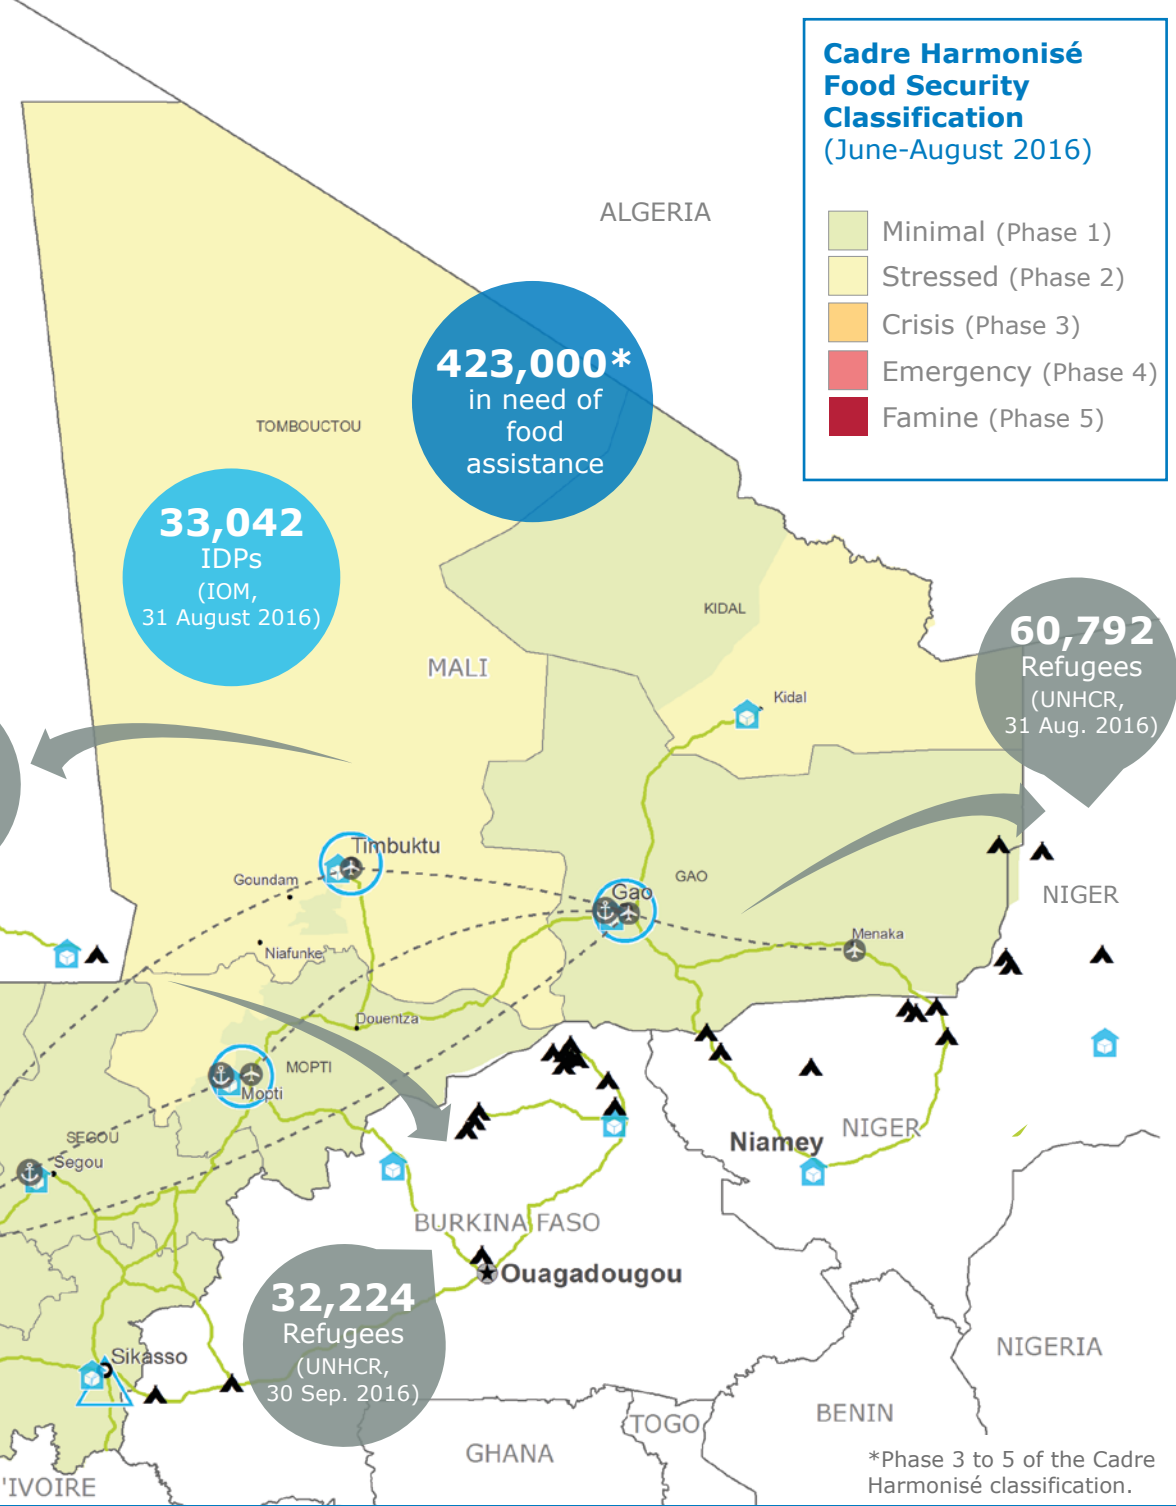 Cadre Harmonisé
Food Security
Classification
(June-August 2016)
Minimal (Phase 1)
Stressed (Phase 2)
Crisis (Phase 3)
Emergency (Phase 4)
Famine (Phase 5)
ALGERIA
423,000*
in need of
food
assistance
TOMBOUCTOU
33,042
IDPs
(IOM,
31 August 2016)
KIDAL
60,792
Refugees
(UNHCR,
31 Aug. 2016)
MALI
Kidal
Timbuktu
Goundam
GAO
Gao
NIGER
Menaka
Niafunke
Douentza
MOPTI
Mopti
SEGOU
Segou
Niamey
NIGER
BURKINA FASO
Ouagadougou
32,224
Refugees
(UNHCR,
30 Sep. 2016)
Sikasso
NIGERIA
BENIN
TOGO
GHANA
'IVOIRE
*Phase 3 to 5 of the Cadre
Harmonisé classification.